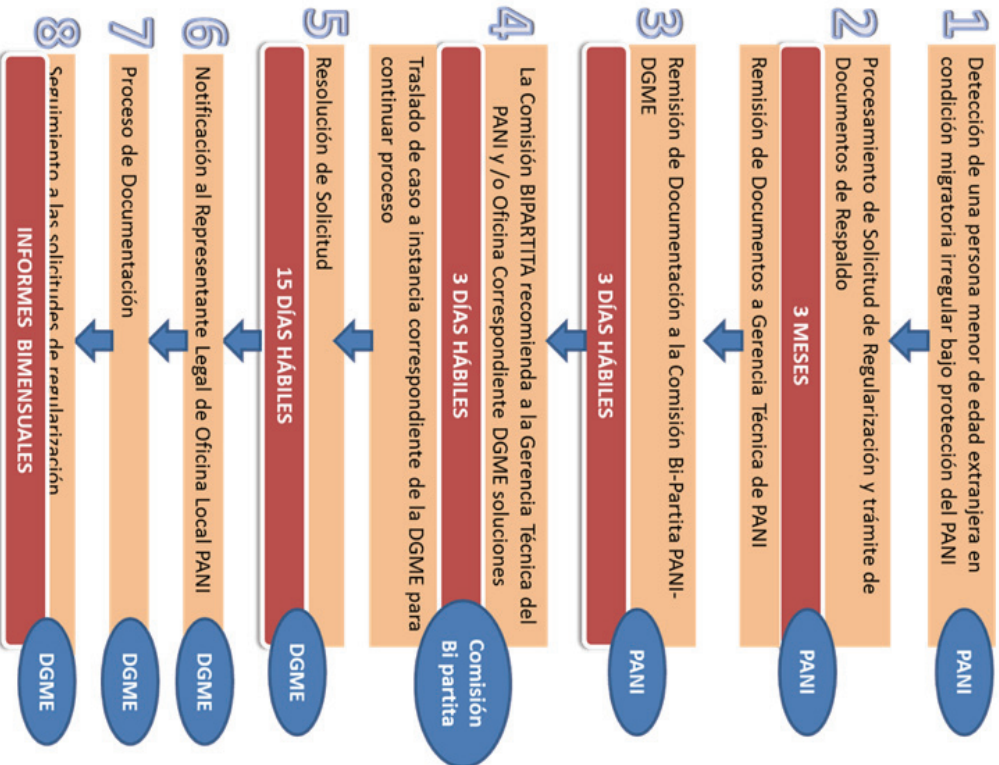 1
Detección de una persona menor de edad extranjera en
condición migratoria irregular bajo protección del PANI
PANI
2
Procesamiento de Solicitud de Regularización y trámite de
Documentos de Respaldo
3 MESES
PANI
Remisión de Documentos a Gerencia Técnica de PANI
3
Remisión de Documentación a la Comisión Bi-Partita PANI-
DGME
3 DÍAS HÁBILES
PANI
4
La Comisión BIPARTITA recomienda a la Gerencia Técnica del
PANI y /o Oficina Correspondiente DGME soluciones
3 DÍAS HÁBILES
Comisión
Bi partita
Traslado de caso a instancia correspondiente de la DGME para
continuar proceso
5
Resolución de Solicitud
15 DÍAS HÁBILES
DGME
6
Notificación al Representante Legal de Oficina Local PANI
DGME
7
Proceso de Documentación
DGME
8
Seguimiento a las solicitudes de regularización
INFORMES BIMENSUALES
DGME